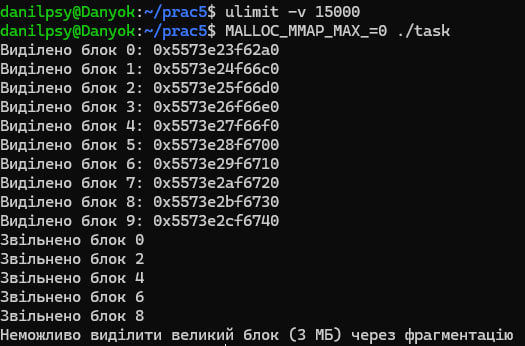 danilpsy@Danyok:~/prac5$ ulimit -v 15000
danilpsy@Danyok:~/prac5$ MALLOC_MMAP_MAX_=0 ./task
Виділено блок 0: 0x5573e23f62a0
Виділено блок 1: 0x5573e24f66c0
Виділено блок 2: 0x5573e25f66d0
Виділено блок 3: 0x5573e26f66e0
Виділено блок 4: 0x5573e27f66f0
Виділено блок 5: 0x5573e28f6700
Виділено блок 6: 0x5573e29f6710
Виділено блок 7: 0x5573e2af6720
Виділено блок 8: 0x5573e2bf6730
Виділено блок 9: 0x5573e2cf6740
Звільнено блок 0
Звільнено блок 2
Звільнено блок 4
Звільнено блок 6
Звільнено блок 8
Неможливо виділити великий блок (3 МБ) через фрагментацію